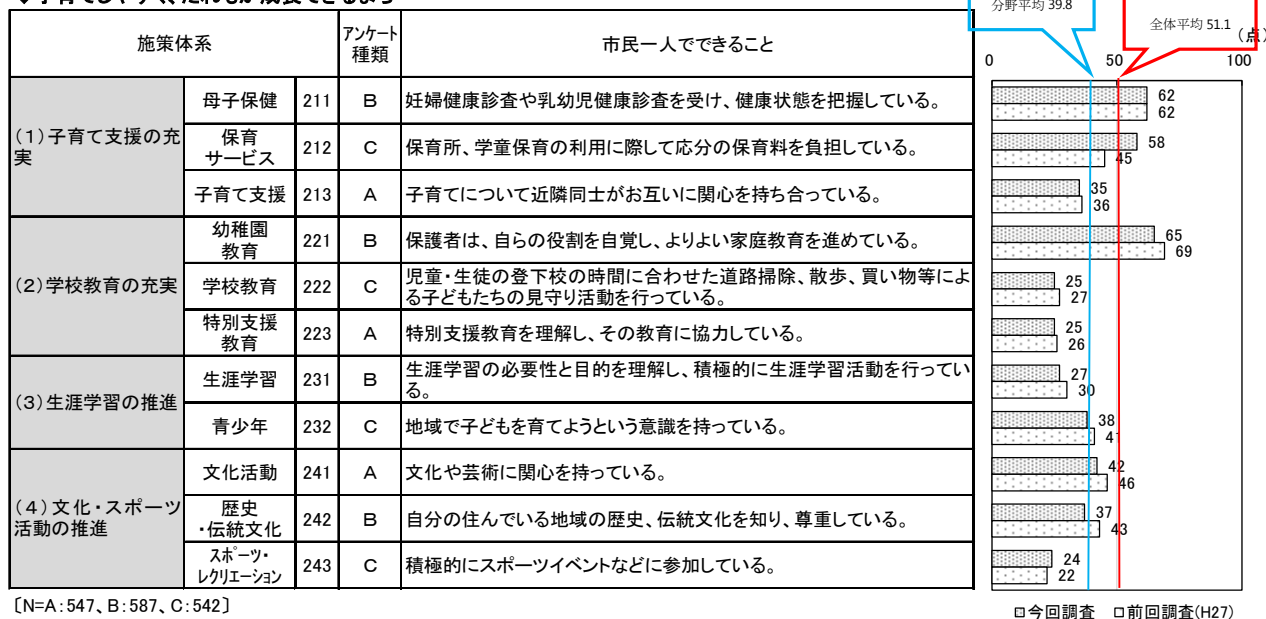 ◆子育てしやすく、だれもが成長できるまち
分野平均 39.8
全体平均 51.1
(点)
施策体系
アンケート
種類
市民一人でできること
0
50
100
(1)子育て支援の充
実
母子保健
211
B
妊婦健康診査や乳幼児健康診査を受け、健康状態を把握している。
62
62
保育
サービス
212
C
保育所、学童保育の利用に際して応分の保育料を負担している。
58
45
子育て支援
213
A
子育てについて近隣同士がお互いに関心を持ち合っている。
35
36
(2)学校教育の充実
幼稚園
教育
221
B
保護者は、自らの役割を自覚し、よりよい家庭教育を進めている。
65
69
学校教育
222
C
児童・生徒の登下校の時間に合わせた道路掃除、散歩、買い物等によ
る子どもたちの見守り活動を行っている。
25
27
特別支援
教育
223
A
特別支援教育を理解し、その教育に協力している。
25
26
(3)生涯学習の推進
生涯学習
231
B
生涯学習の必要性と目的を理解し、積極的に生涯学習活動を行ってい
る。
27
30
青少年
232
C
地域で子どもを育てようという意識を持っている。
38
41
(4)文化・スポーツ
活動の推進
文化活動
241
A
文化や芸術に関心を持っている。
42
46
歴史
・伝統文化
242
B
自分の住んでいる地域の歴史、伝統文化を知り、尊重している。
37
43
スポーツ・
レクリエーション
243
C
積極的にスポーツイベントなどに参加している。
24
22
〔N=A:547、B:587、C:542〕
今回調査 前回調査(H27)